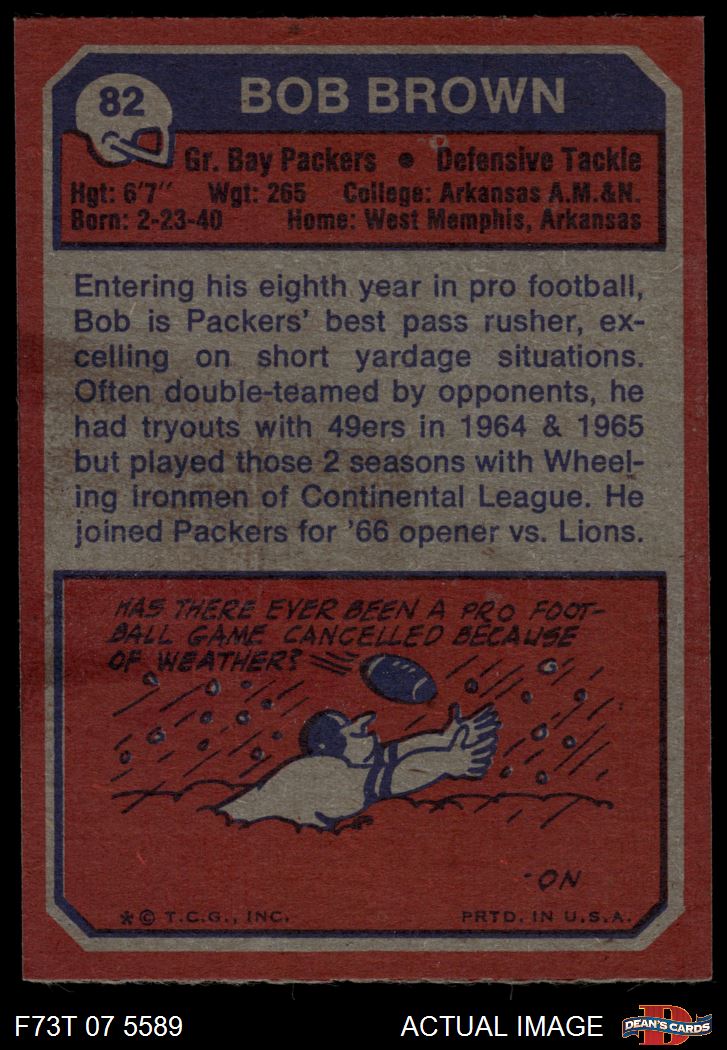 82
BOB BROWN
Gr. Bay Packers • Defensive Tackle
Hgt: 6'7" Wgt: 265 College: Arkansas A.M.&N.
Born: 2-23-40 Home: West Memphis, Arkansas
Entering his eighth year in pro football,
Bob is Packers' best pass rusher, ex-
celling on short yardage situations.
Often double-teamed by opponents, he
had tryouts with 49ers in 1964 & 1965
but played those 2 seasons with Wheel-
ing Ironmen of Continental League. He
joined Packers for '66 opener vs. Lions.
HAS THERE EVER BEEN A PRO FOOT-
BALL GAME CANCELLED BECAUSE
OF WEATHER?
-ON
* © T.C.G., INC. PRTD. IN U.S.A.
F73T 07 5589 ACTUAL IMAGE
D
DEAN'S CARDS